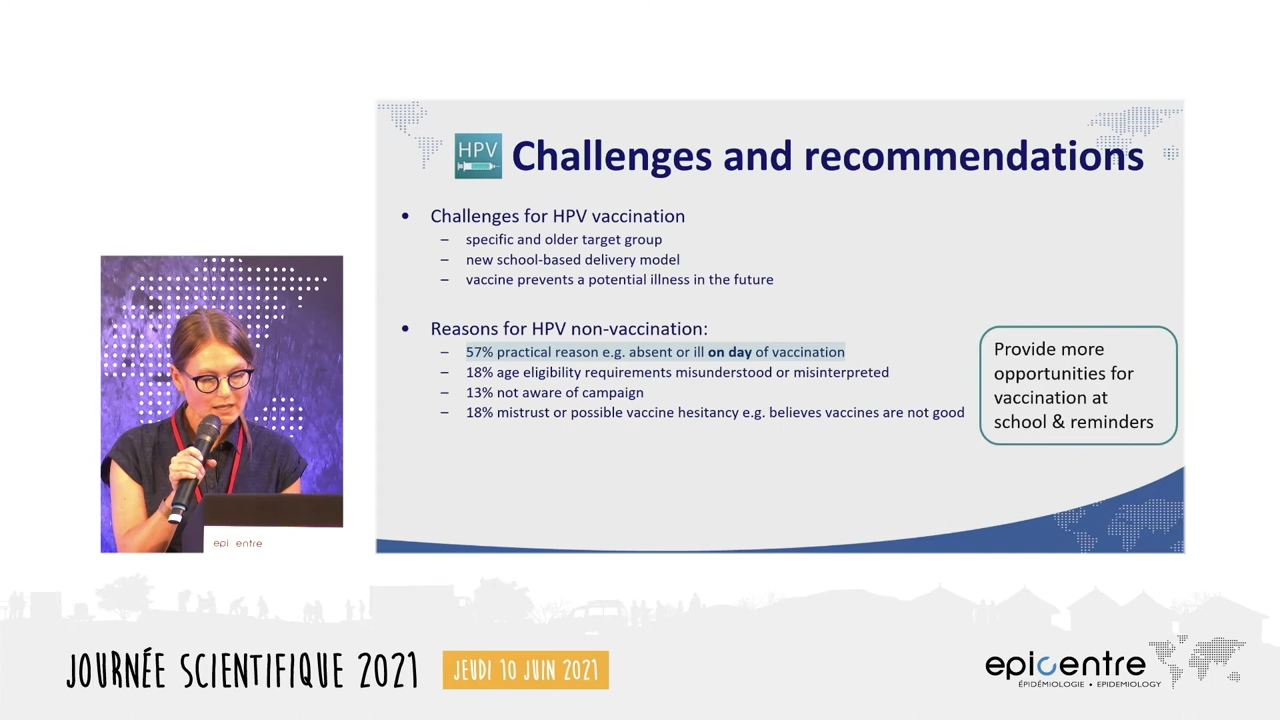 HPV
Challenges and recommendations
• Challenges for HPV vaccination
– specific and older target group
– new school-based delivery model
– vaccine prevents a potential illness in the future
• Reasons for HPV non-vaccination:
– 57% practical reason e.g. absent or ill on day of vaccination
– 18% age eligibility requirements misunderstood or misinterpreted
– 13% not aware of campaign
– 18% mistrust or possible vaccine hesitancy e.g. believes vaccines are not good
Provide more
opportunities for
vaccination at
school & reminders
epi entre
JOURNÉE SCIENTIFIQUE 2021
JEUDI 10 JUIN 2021
epicentre
ÉPIDÉMIOLOGIE • EPIDEMIOLOGY